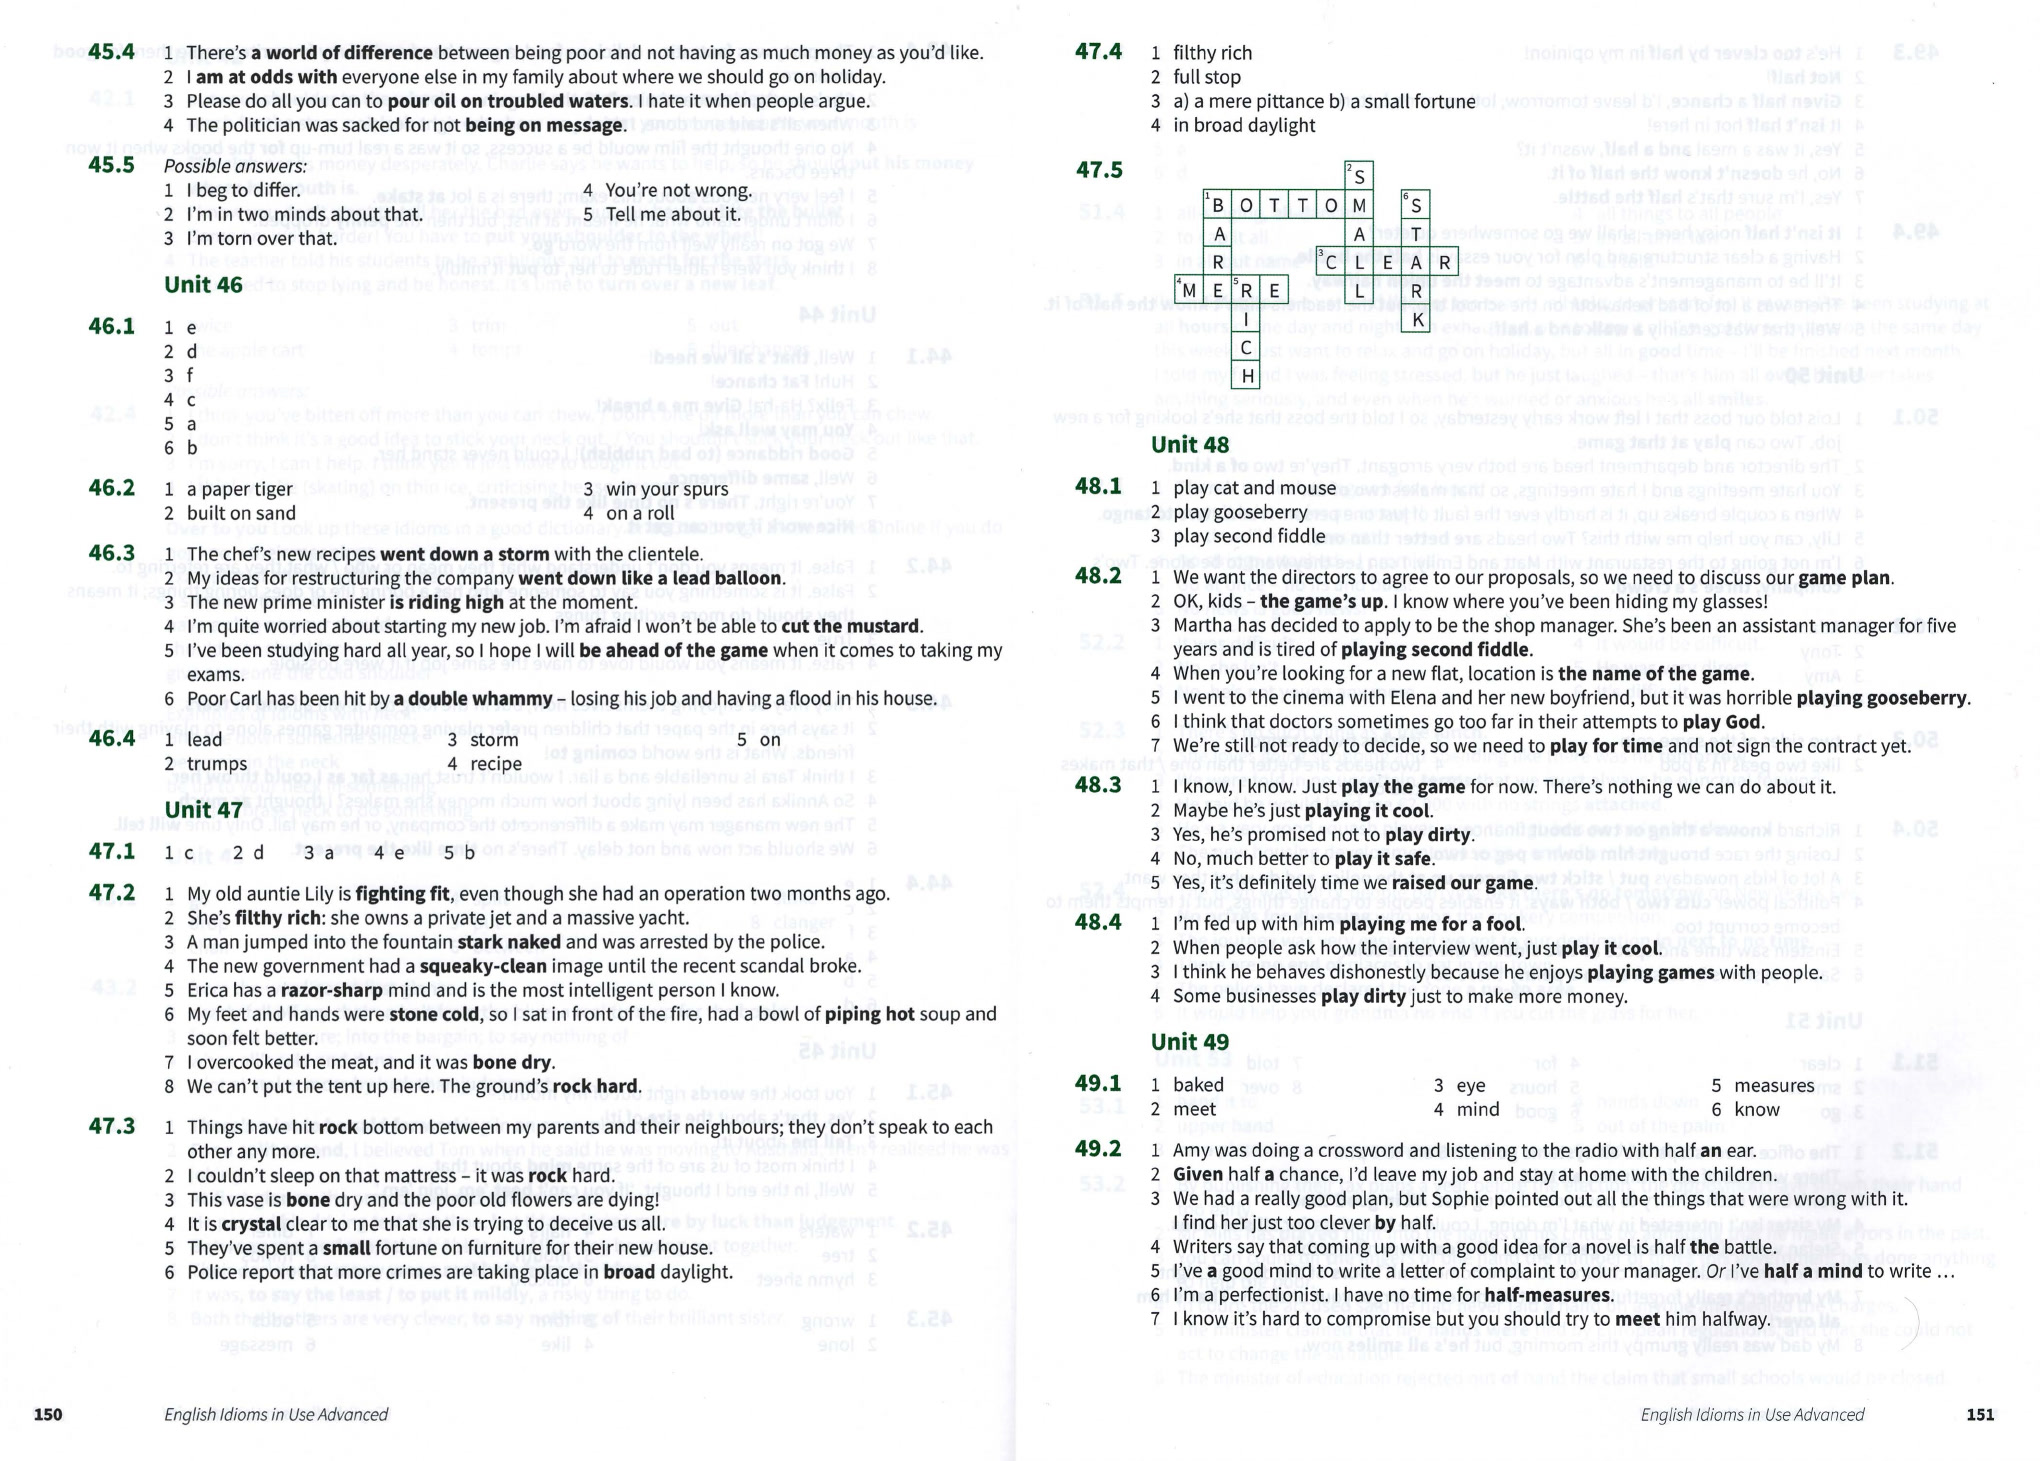 45.4 1 There's a world of difference between being poor and not having as much money as you'd like.
2 I am at odds with everyone else in my family about where we should go on holiday.
3 Please do all you can to pour oil on troubled waters. I hate it when people argue.
4 The politician was sacked for not being on message.
45.5 Possible answers:
1 I beg to differ. 4 You're not wrong.
2 I'm in two minds about that. 5 Tell me about it.
3 I'm torn over that.
Unit 46
46.1 1 e
2 d
3 f
4 c
5 a
6 b
46.2 1 a paper tiger 3 win your spurs
2 built on sand 4 on a roll
46.3 1 The chef's new recipes went down a storm with the clientele.
2 My ideas for restructuring the company went down like a lead balloon.
3 The new prime minister is riding high at the moment.
4 I'm quite worried about starting my new job. I'm afraid I won't be able to cut the mustard.
5 I've been studying hard all year, so I hope I will be ahead of the game when it comes to taking my
exams.
6 Poor Carl has been hit by a double whammy – losing his job and having a flood in his house.
46.4 1 lead 3 storm 5 on
2 trumps 4 recipe
Unit 47
47.1 1 c 2 d 3 a 4 e 5 b
47.2 1 My old auntie Lily is fighting fit, even though she had an operation two months ago.
2 She's filthy rich: she owns a private jet and a massive yacht.
3 A man jumped into the fountain stark naked and was arrested by the police.
4 The new government had a squeaky-clean image until the recent scandal broke.
5 Erica has a razor-sharp mind and is the most intelligent person I know.
6 My feet and hands were stone cold, so I sat in front of the fire, had a bowl of piping hot soup and
soon felt better.
7 I overcooked the meat, and it was bone dry.
8 We can't put the tent up here. The ground's rock hard.
47.3 1 Things have hit rock bottom between my parents and their neighbours; they don't speak to each
other any more.
2 I couldn't sleep on that mattress – it was rock hard.
3 This vase is bone dry and the poor old flowers are dying!
4 It is crystal clear to me that she is trying to deceive us all.
5 They've spent a small fortune on furniture for their new house.
6 Police report that more crimes are taking place in broad daylight.
150 English Idioms in Use Advanced
47.4 1 filthy rich
2 full stop
3 a) a mere pittance b) a small fortune
4 in broad daylight
47.5 2 S
1 B O T T O M 6 S
A A T
R 3 C L E A R
4 M E 5 R E L R
I K
C
H
Unit 48
48.1 1 play cat and mouse
2 play gooseberry
3 play second fiddle
48.2 1 We want the directors to agree to our proposals, so we need to discuss our game plan.
2 OK, kids – the game's up. I know where you've been hiding my glasses!
3 Martha has decided to apply to be the shop manager. She's been an assistant manager for five
years and is tired of playing second fiddle.
4 When you're looking for a new flat, location is the name of the game.
5 I went to the cinema with Elena and her new boyfriend, but it was horrible playing gooseberry.
6 I think that doctors sometimes go too far in their attempts to play God.
7 We're still not ready to decide, so we need to play for time and not sign the contract yet.
48.3 1 I know, I know. Just play the game for now. There's nothing we can do about it.
2 Maybe he's just playing it cool.
3 Yes, he's promised not to play dirty.
4 No, much better to play it safe.
5 Yes, it's definitely time we raised our game.
48.4 1 I'm fed up with him playing me for a fool.
2 When people ask how the interview went, just play it cool.
3 I think he behaves dishonestly because he enjoys playing games with people.
4 Some businesses play dirty just to make more money.
Unit 49
49.1 1 baked 3 eye 5 measures
2 meet 4 mind 6 know
49.2 1 Amy was doing a crossword and listening to the radio with half an ear.
2 Given half a chance, I'd leave my job and stay at home with the children.
3 We had a really good plan, but Sophie pointed out all the things that were wrong with it.
I find her just too clever by half.
4 Writers say that coming up with a good idea for a novel is half the battle.
5 I've a good mind to write a letter of complaint to your manager. Or I've half a mind to write ...
6 I'm a perfectionist. I have no time for half-measures.
7 I know it's hard to compromise but you should try to meet him halfway.
English Idioms in Use Advanced 151